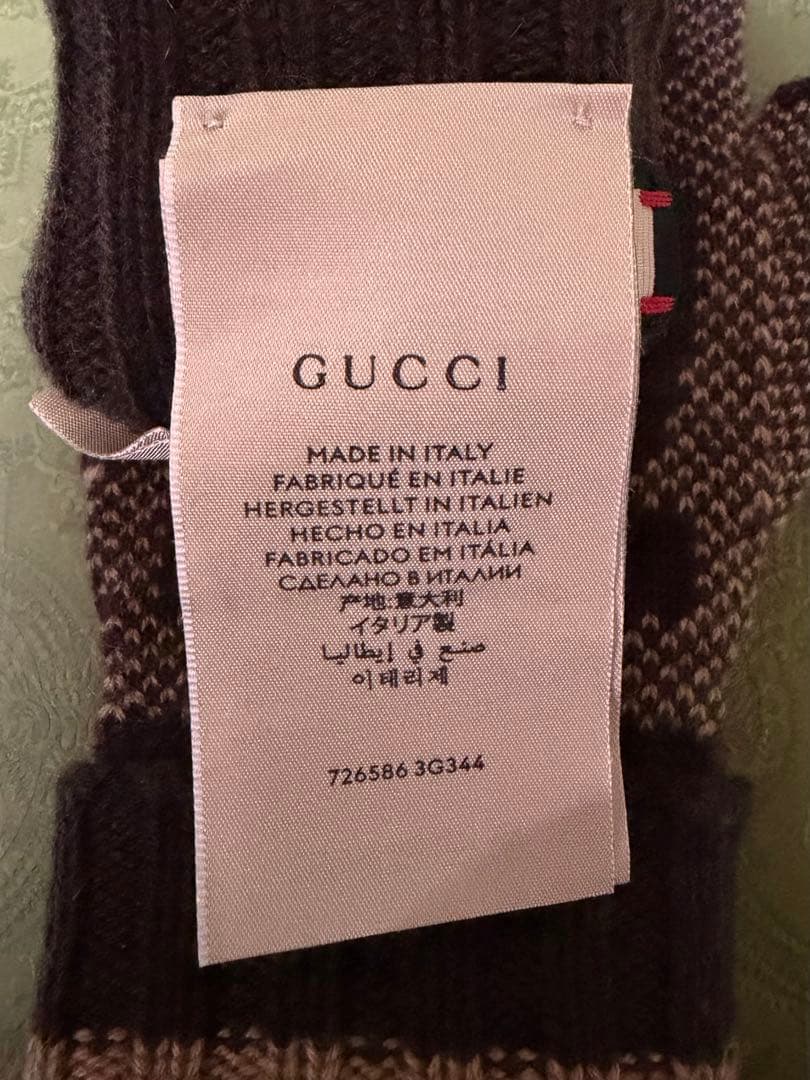 GUCCI
MADE IN ITALY
FABRIQUÉ EN ITALIE
HERGESTELLT IN ITALIEN
HECHO EN ITALIA
FABRICADO EM ITÁLIA
СДЕЛАНО В ИТАЛИИ
产地:意大利
イタリア製
صنع في إيطاليا
이태리제
726586 3G344